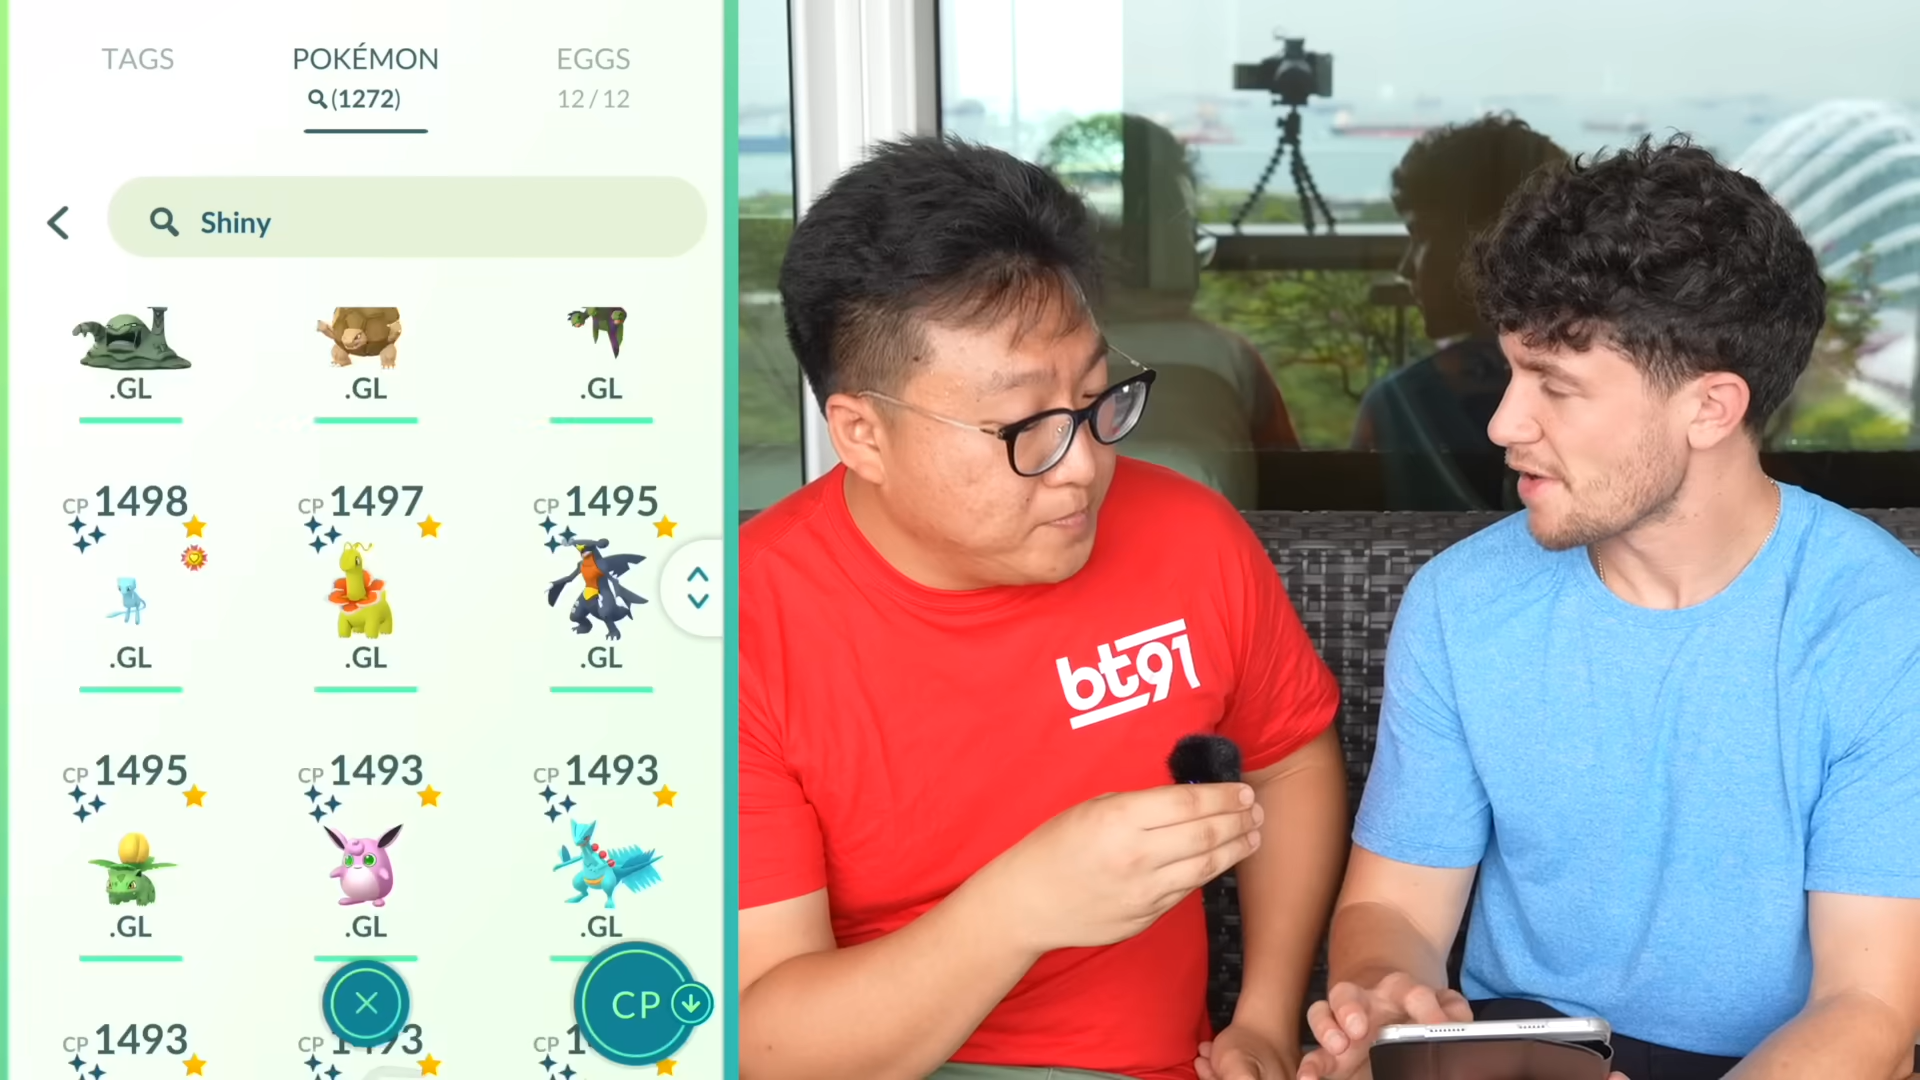 TAGS
POKÉMON
EGGS
(1272)
12 / 12
Shiny
.GL
.GL
.GL
CP 1498
CP 1497
CP 1495
.GL
.GL
.GL
CP 1495
CP 1493
CP 1493
.GL
.GL
.GL
CP
CP 1493
CP
CP
bt91